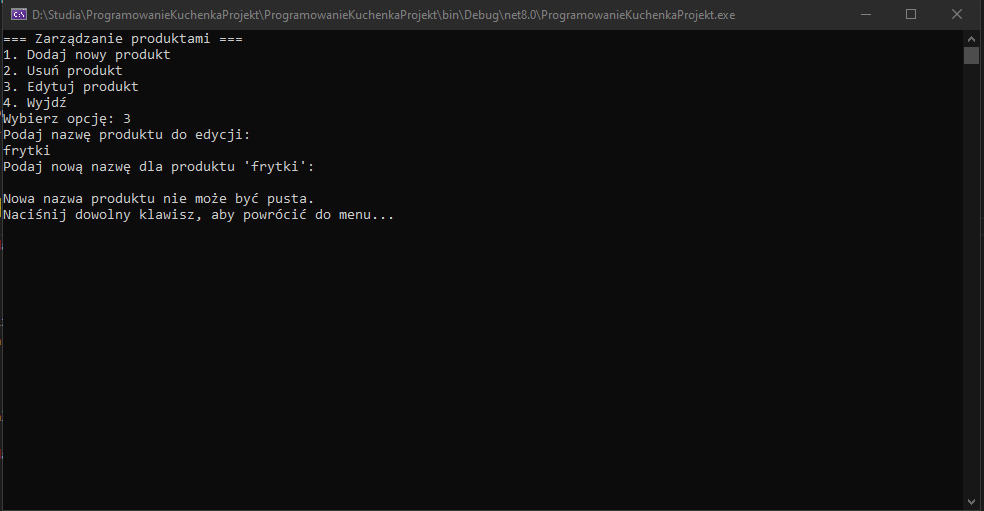 D:\Studia\ProgramowanieKuchenkaProjekt\ProgramowanieKuchenkaProjekt\bin\Debug\net8.0\ProgramowanieKuchenkaProjekt.exe
=== Zarządzanie produktami ===
1. Dodaj nowy produkt
2. Usuń produkt
3. Edytuj produkt
4. Wyjdź
Wybierz opcję: 3
Podaj nazwę produktu do edycji:
frytki
Podaj nową nazwę dla produktu 'frytki':
Nowa nazwa produktu nie może być pusta.
Naciśnij dowolny klawisz, aby powrócić do menu...